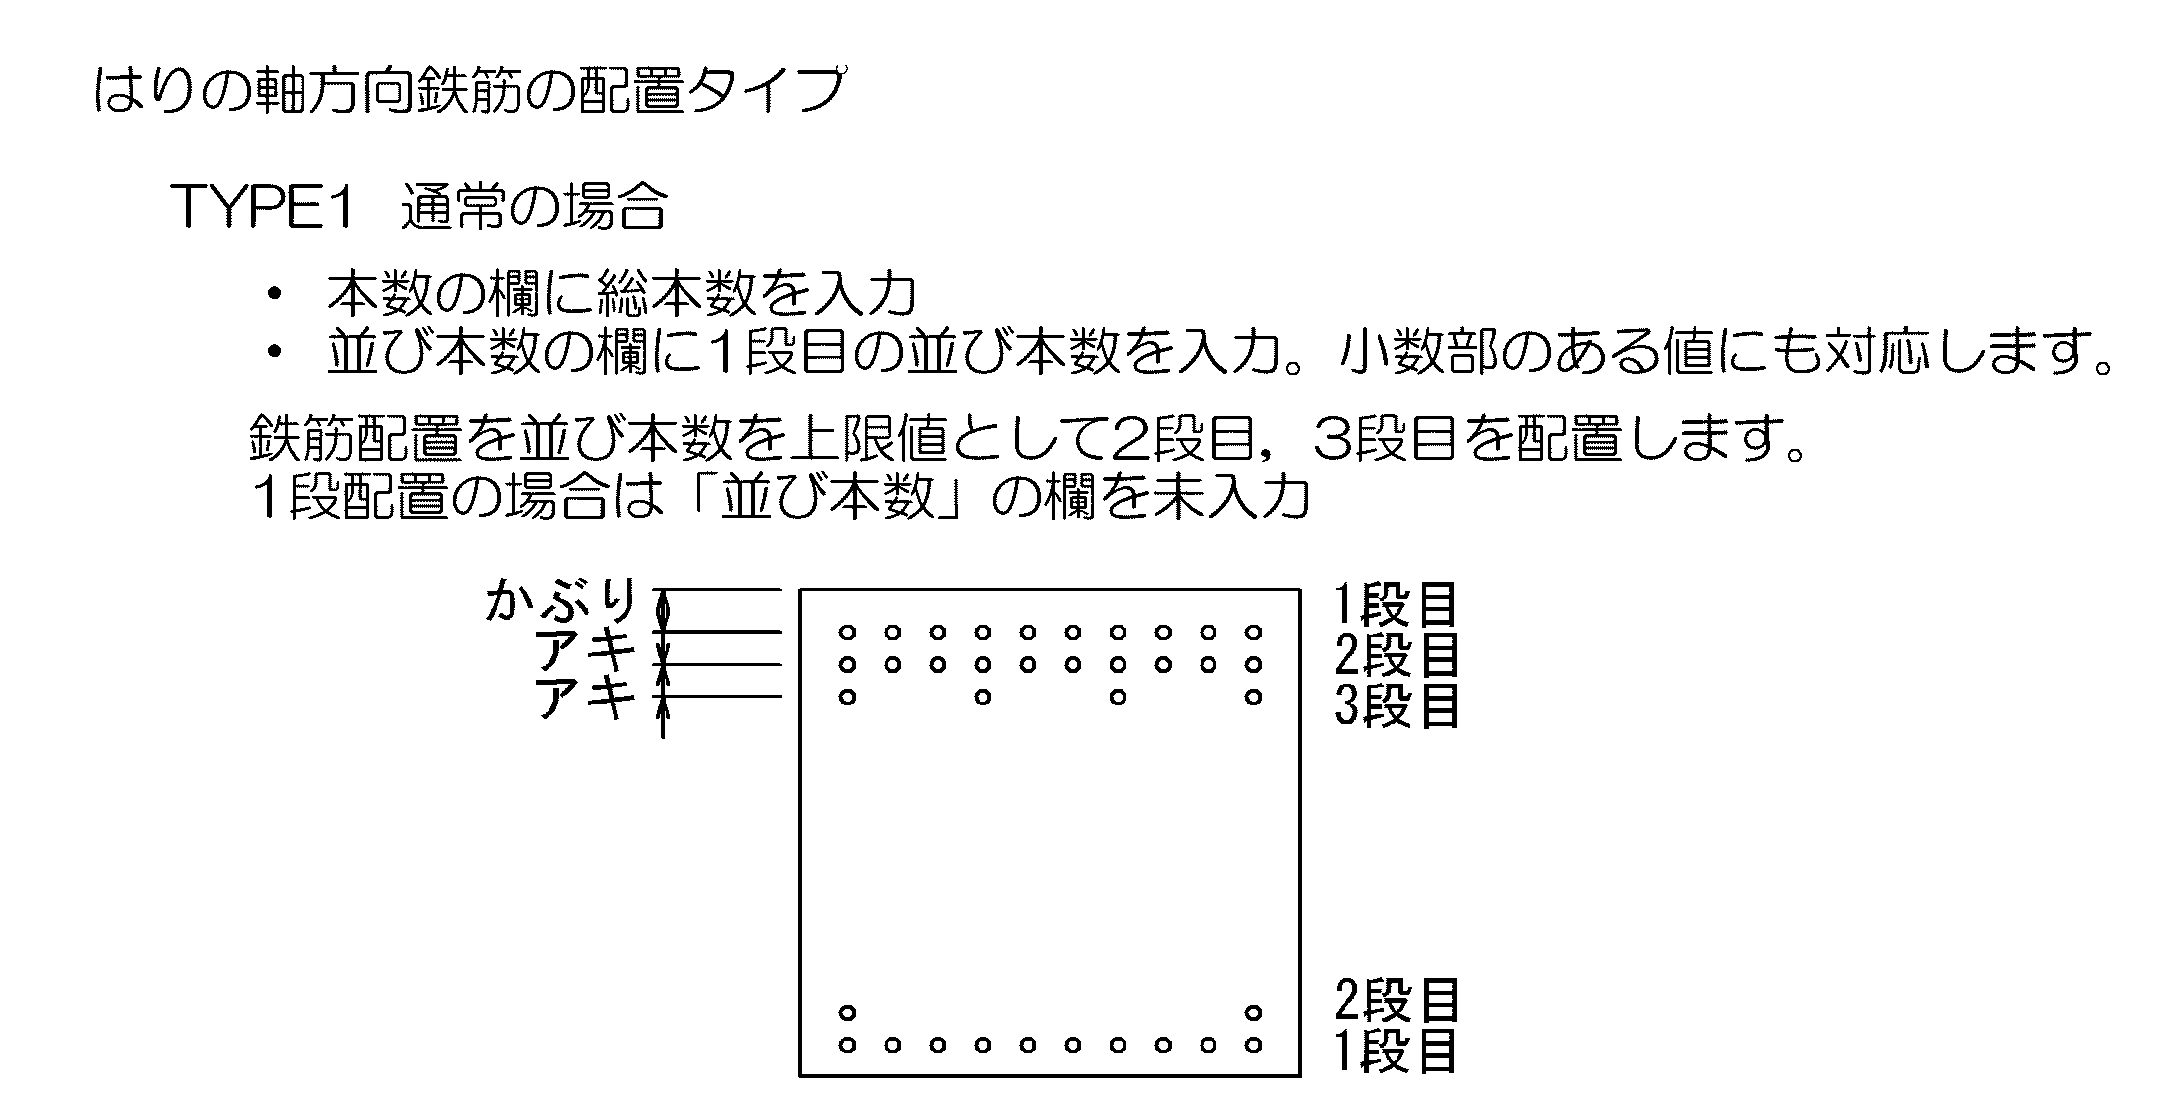 はりの軸方向鉄筋の配置タイプ
TYPE1 通常の場合
・ 本数の欄に総本数を入力
・ 並び本数の欄に1段目の並び本数を入力。小数部のある値にも対応します。
鉄筋配置を並び本数を上限値として2段目，3段目を配置します。
1段配置の場合は「並び本数」の欄を未入力
かぶり
アキ
アキ
1段目
2段目
3段目
2段目
1段目